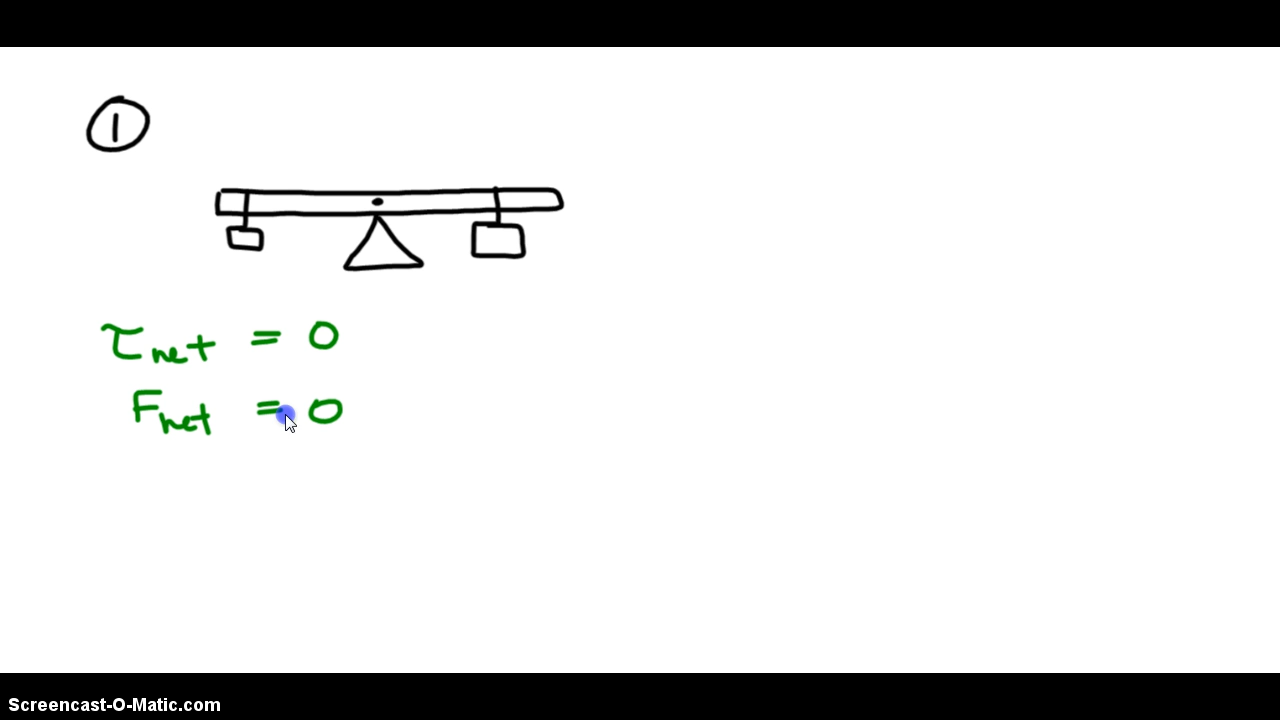 ①
τnet = 0
Fnet = 0
Screencast-O-Matic.com